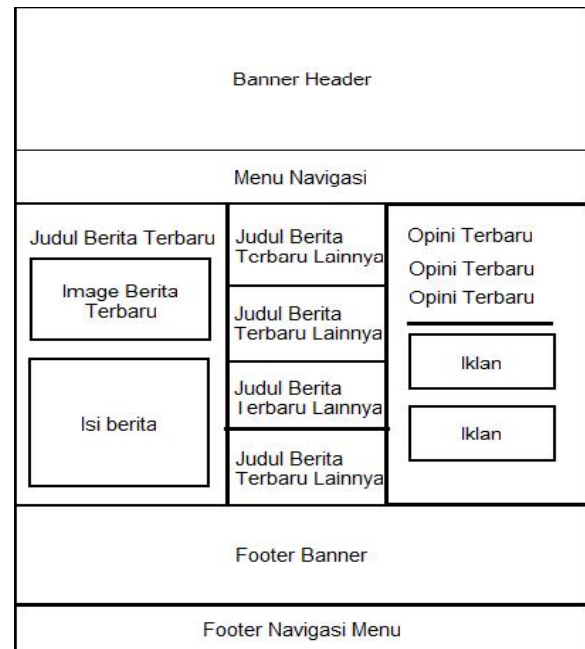 Banner Header
Menu Navigasi
Judul Berita Terbaru
Image Berita
Terbaru
Isi berita
Judul Berita
Terbaru Lainnya
Judul Berita
Terbaru Lainnya
Judul Berita
Terbaru Lainnya
Judul Berita
Terbaru Lainnya
Opini Terbaru
Opini Terbaru
Opini Terbaru
Iklan
Iklan
Footer Banner
Footer Navigasi Menu